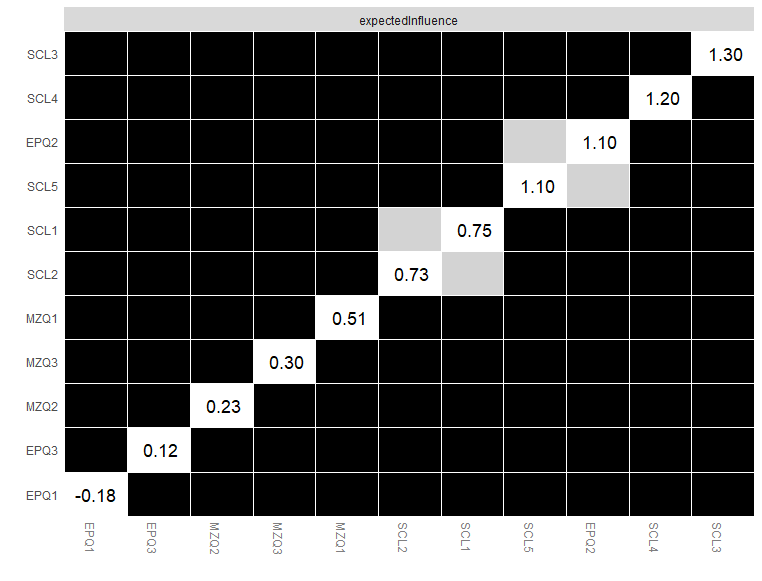 expectedInfluence
SCL3 1.30
SCL4 1.20
EPQ2 1.10
SCL5 1.10
SCL1 0.75
SCL2 0.73
MZQ1 0.51
MZQ3 0.30
MZQ2 0.23
EPQ3 0.12
EPQ1 -0.18
EPQ1 EPQ3 MZQ2 MZQ3 MZQ1 SCL2 SCL1 SCL5 EPQ2 SCL4 SCL3